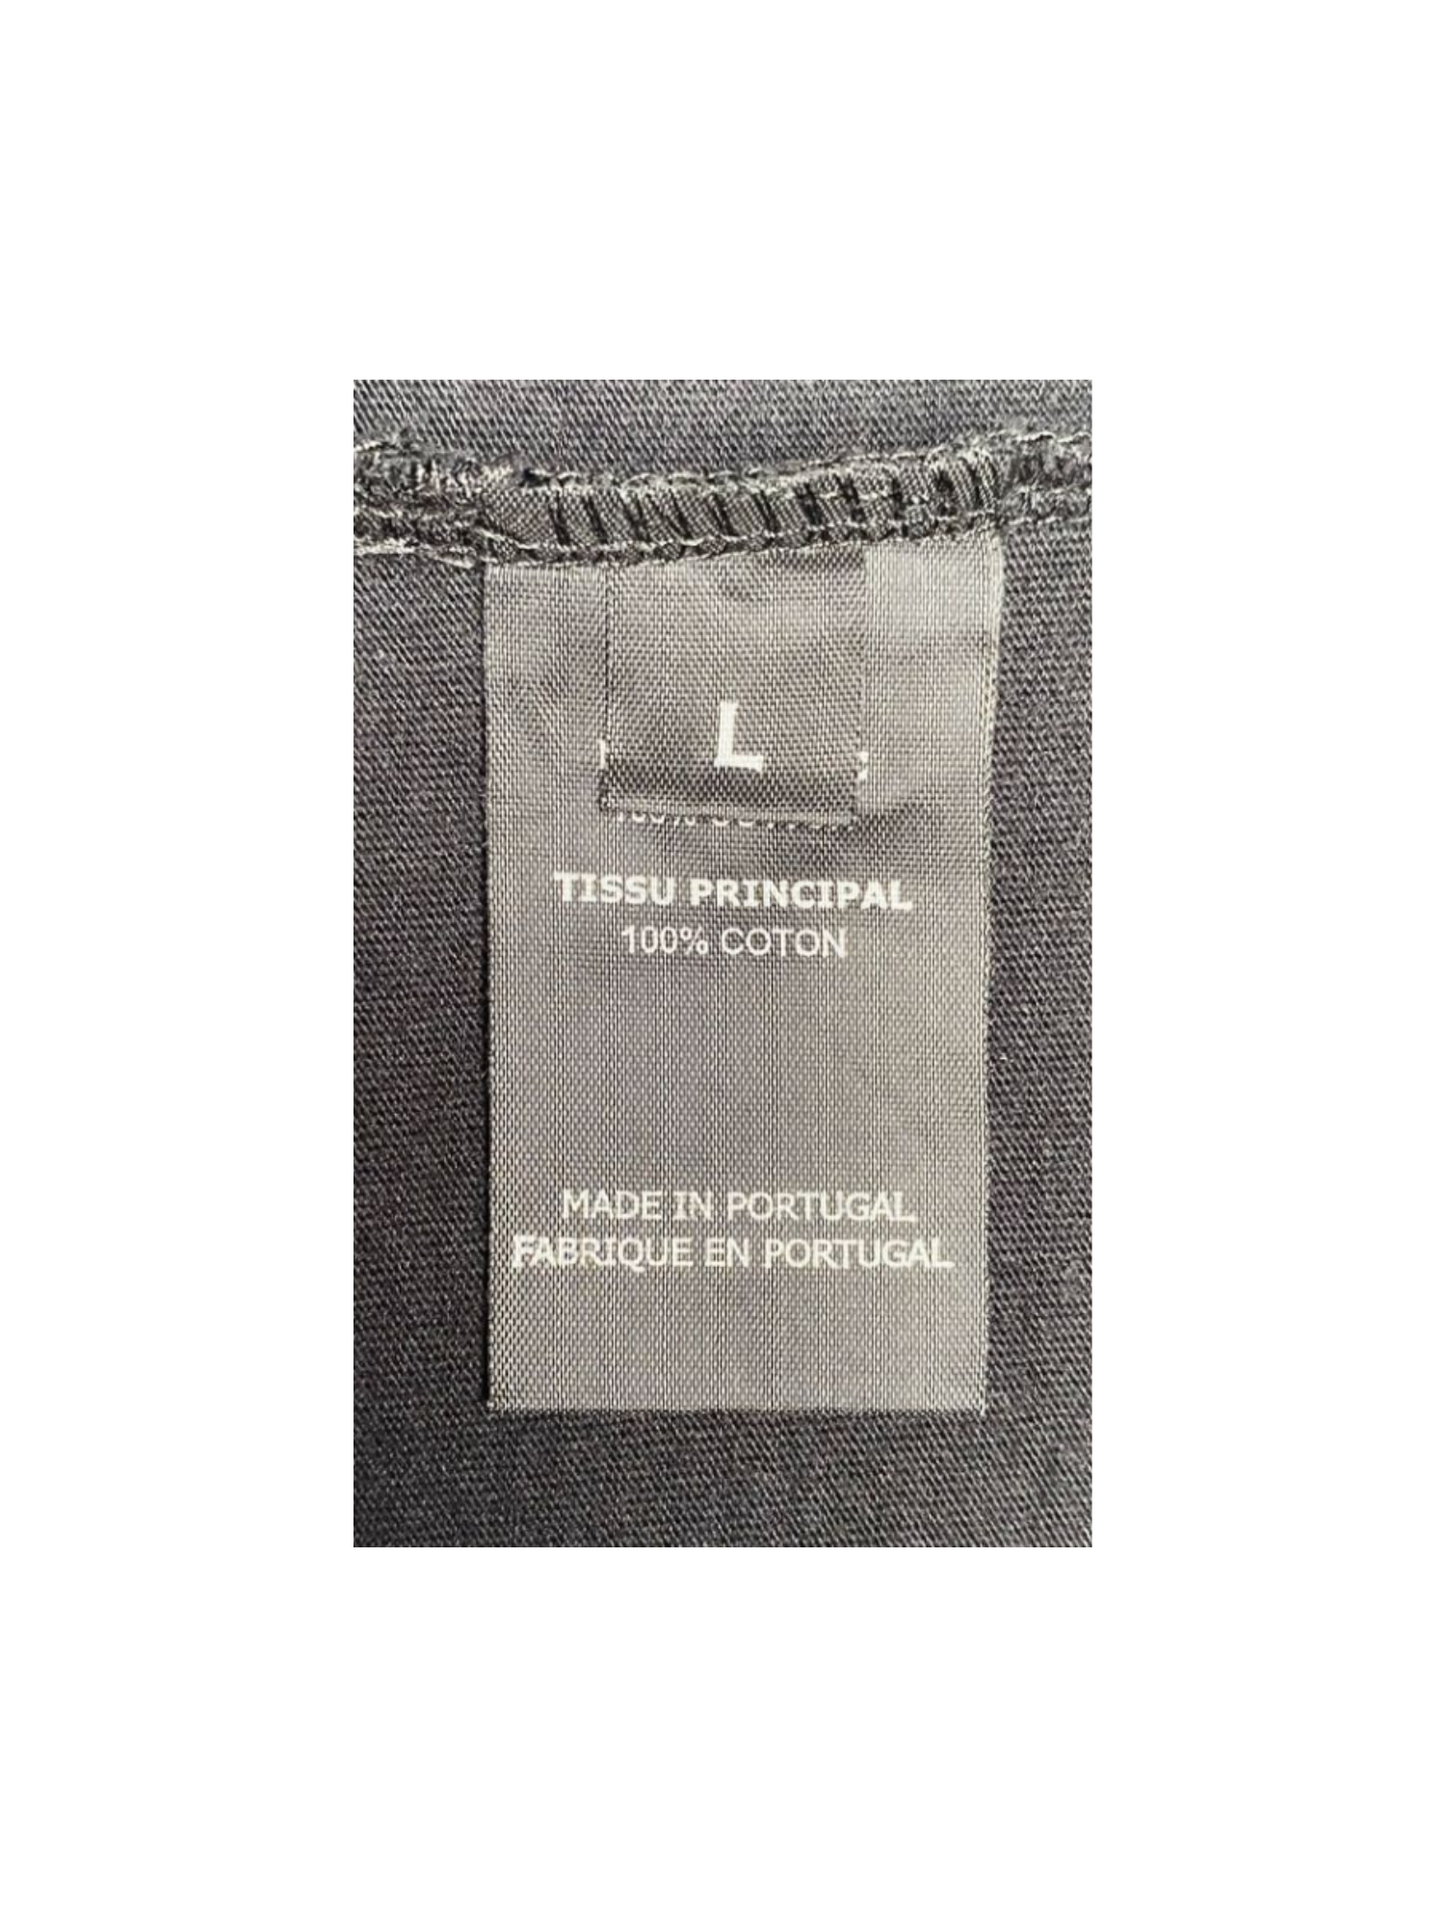 L
TISSU PRINCIPAL
100% COTON
MADE IN PORTUGAL
FABRIQUE EN PORTUGAL